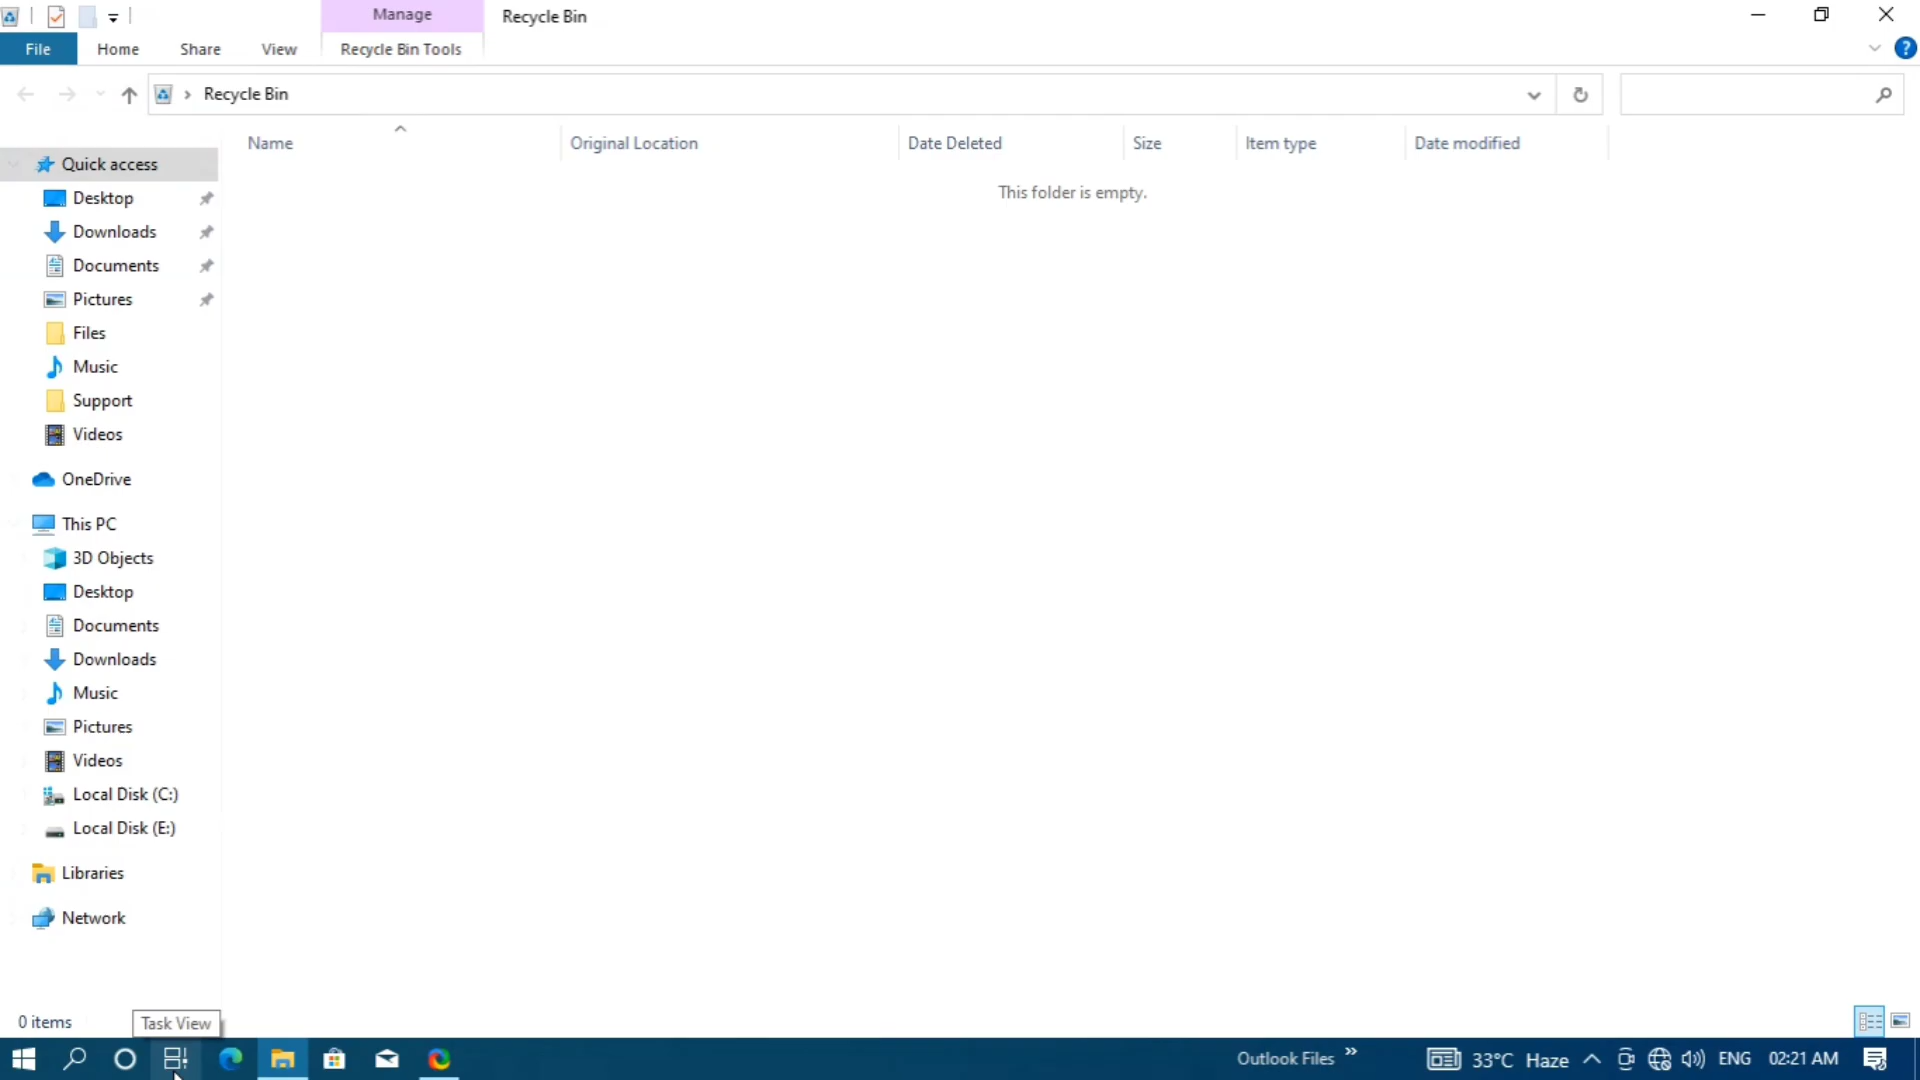 Manage
Recycle Bin
File
Home
Share
View
Recycle Bin Tools
?
Recycle Bin
Name
Original Location
Date Deleted
Size
Item type
Date modified
This folder is empty.
Quick access
Desktop
Downloads
Documents
Pictures
Files
Music
Support
Videos
OneDrive
This PC
3D Objects
Desktop
Documents
Downloads
Music
Pictures
Videos
Local Disk (C:)
Local Disk (E:)
Libraries
Network
0 items
Task View
Outlook Files »
33°C Haze
ENG
02:21 AM